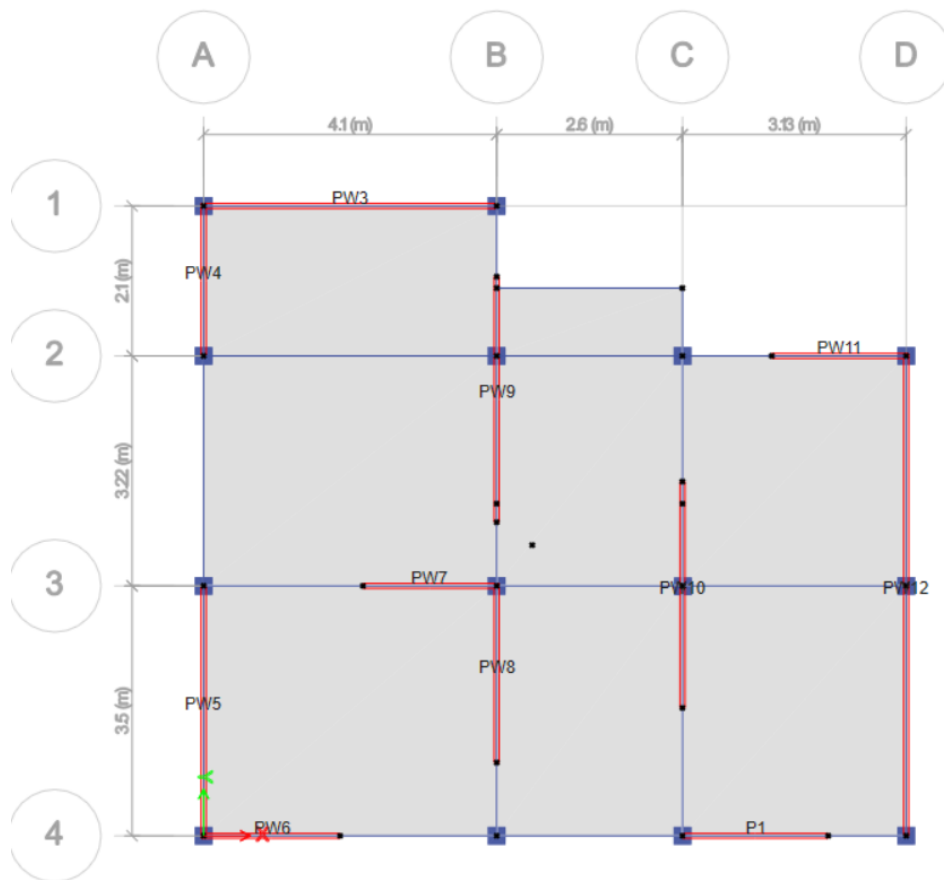 A
B
C
D
4.1 (m)
2.6 (m)
3.13 (m)
1
PW3
PW4
2.1 (m)
2
PW11
PW9
3.22 (m)
3
PW7
PW10
PW12
PW8
3.5 (m)
PW5
Y
4
PW6
X
P1